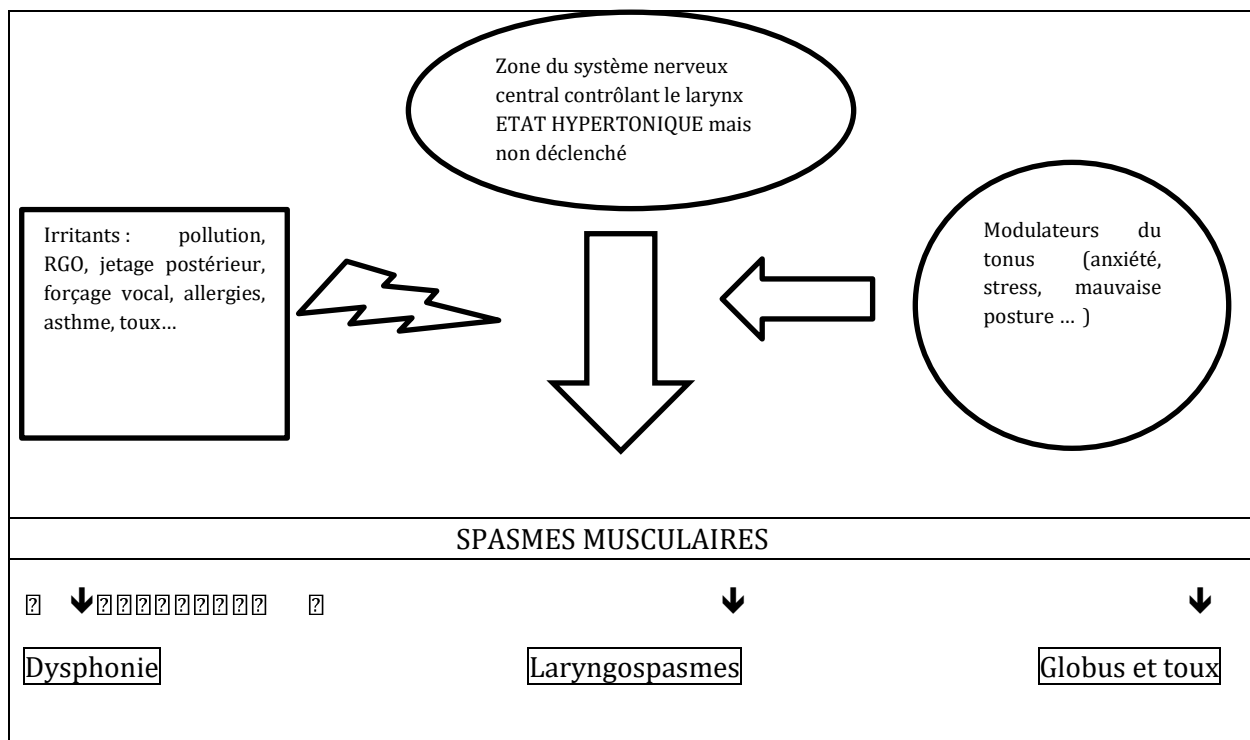 Zone du système nerveux
central contrôlant le larynx
ETAT HYPERTONIQUE mais
non déclenché
Irritants : pollution,
RGO, jetage postérieur,
forçage vocal, allergies,
asthme, toux…
Modulateurs du
tonus (anxiété,
stress, mauvaise
posture … )
SPASMES MUSCULAIRES
Dysphonie
Laryngospasmes
Globus et toux